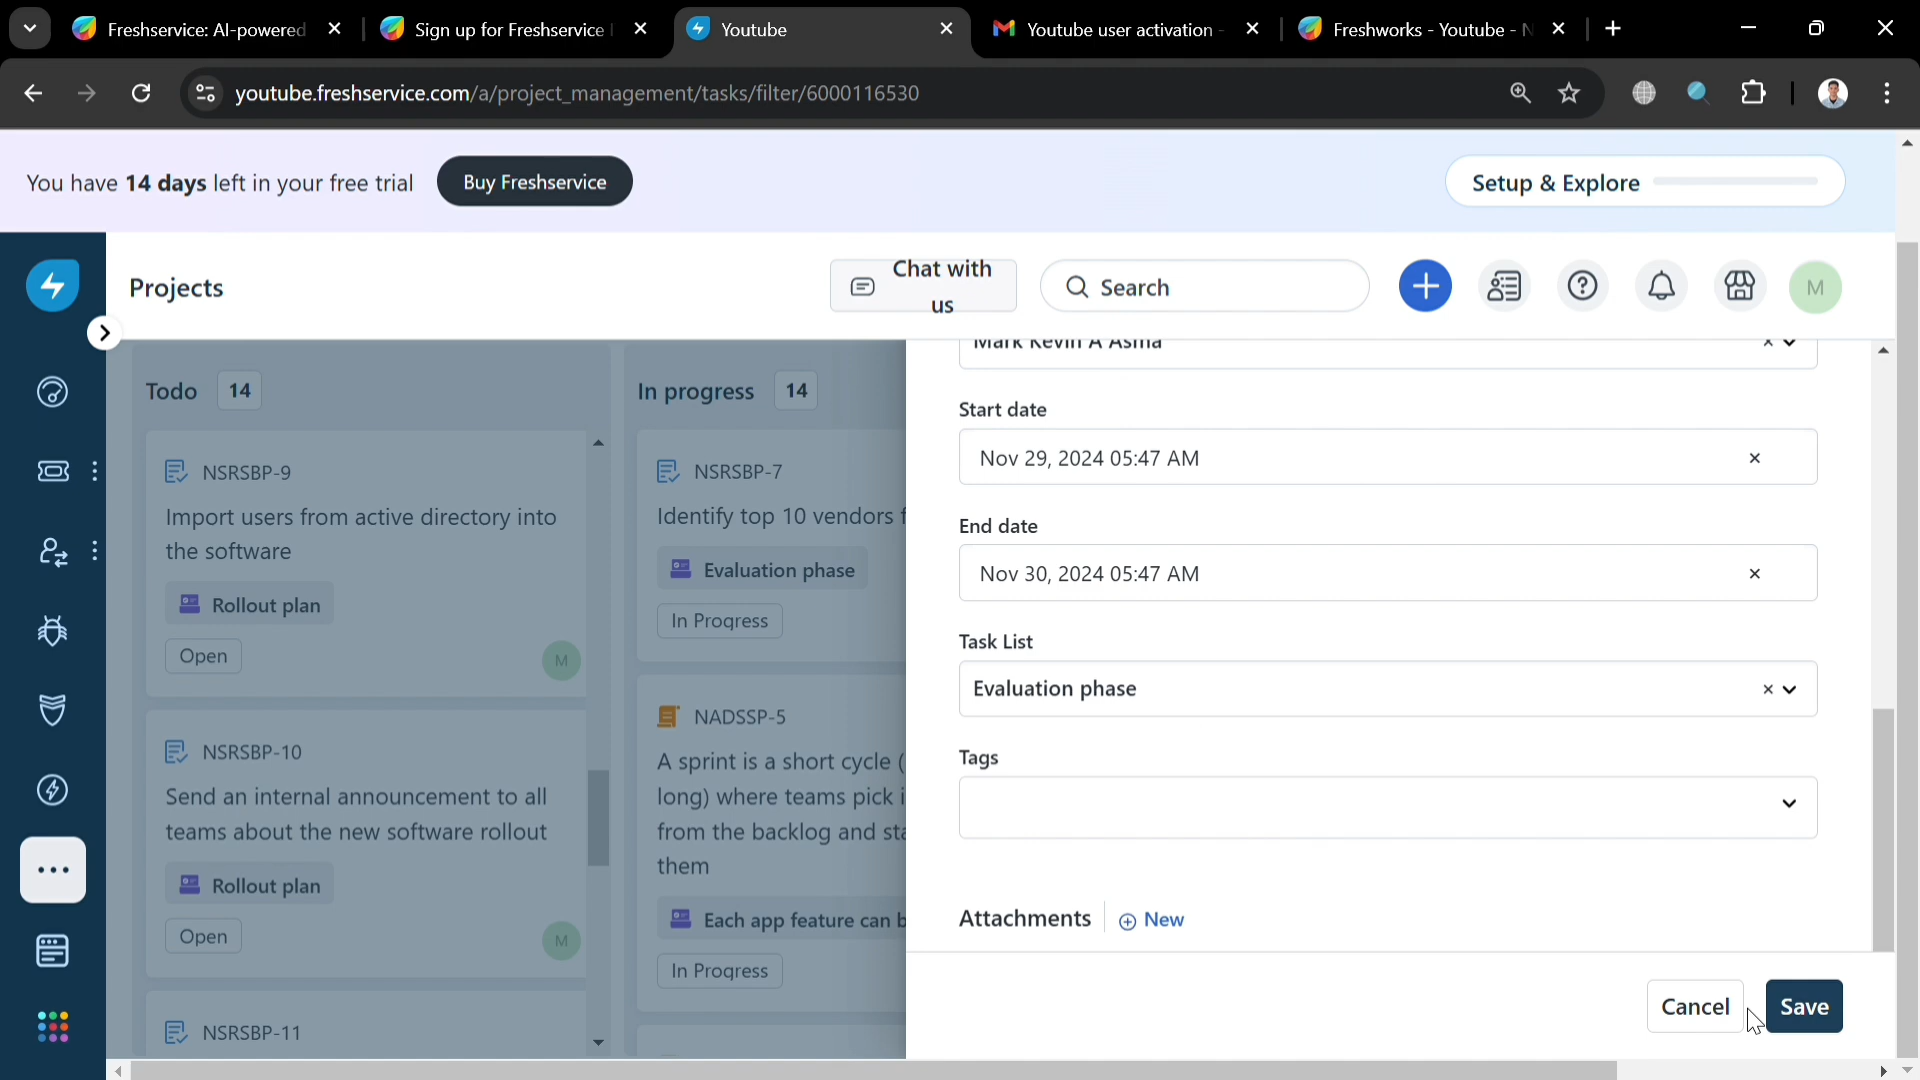 Freshservice: AI-powered
Sign up for Freshservice
Youtube
Youtube user activation -
Freshworks - Youtube - N
youtube.freshservice.com/a/project_management/tasks/filter/6000116530
You have 14 days left in your free trial
Buy Freshservice
Setup & Explore
Projects
Chat with
us
Search
M
Todo 14
In progress 14
NSRSBP-9
Import users from active directory into
the software
Rollout plan
Open
M
NSRSBP-10
Send an internal announcement to all
teams about the new software rollout
Rollout plan
Open
M
NSRSBP-11
NSRSBP-7
Identify top 10 vendors f
Evaluation phase
In Progress
NADSSP-5
A sprint is a short cycle (
long) where teams pick i
from the backlog and sta
them
Each app feature can b
In Progress
Mark Kevin A Asma
Start date
Nov 29, 2024 05:47 AM
End date
Nov 30, 2024 05:47 AM
Task List
Evaluation phase
Tags
Attachments
New
Cancel
Save